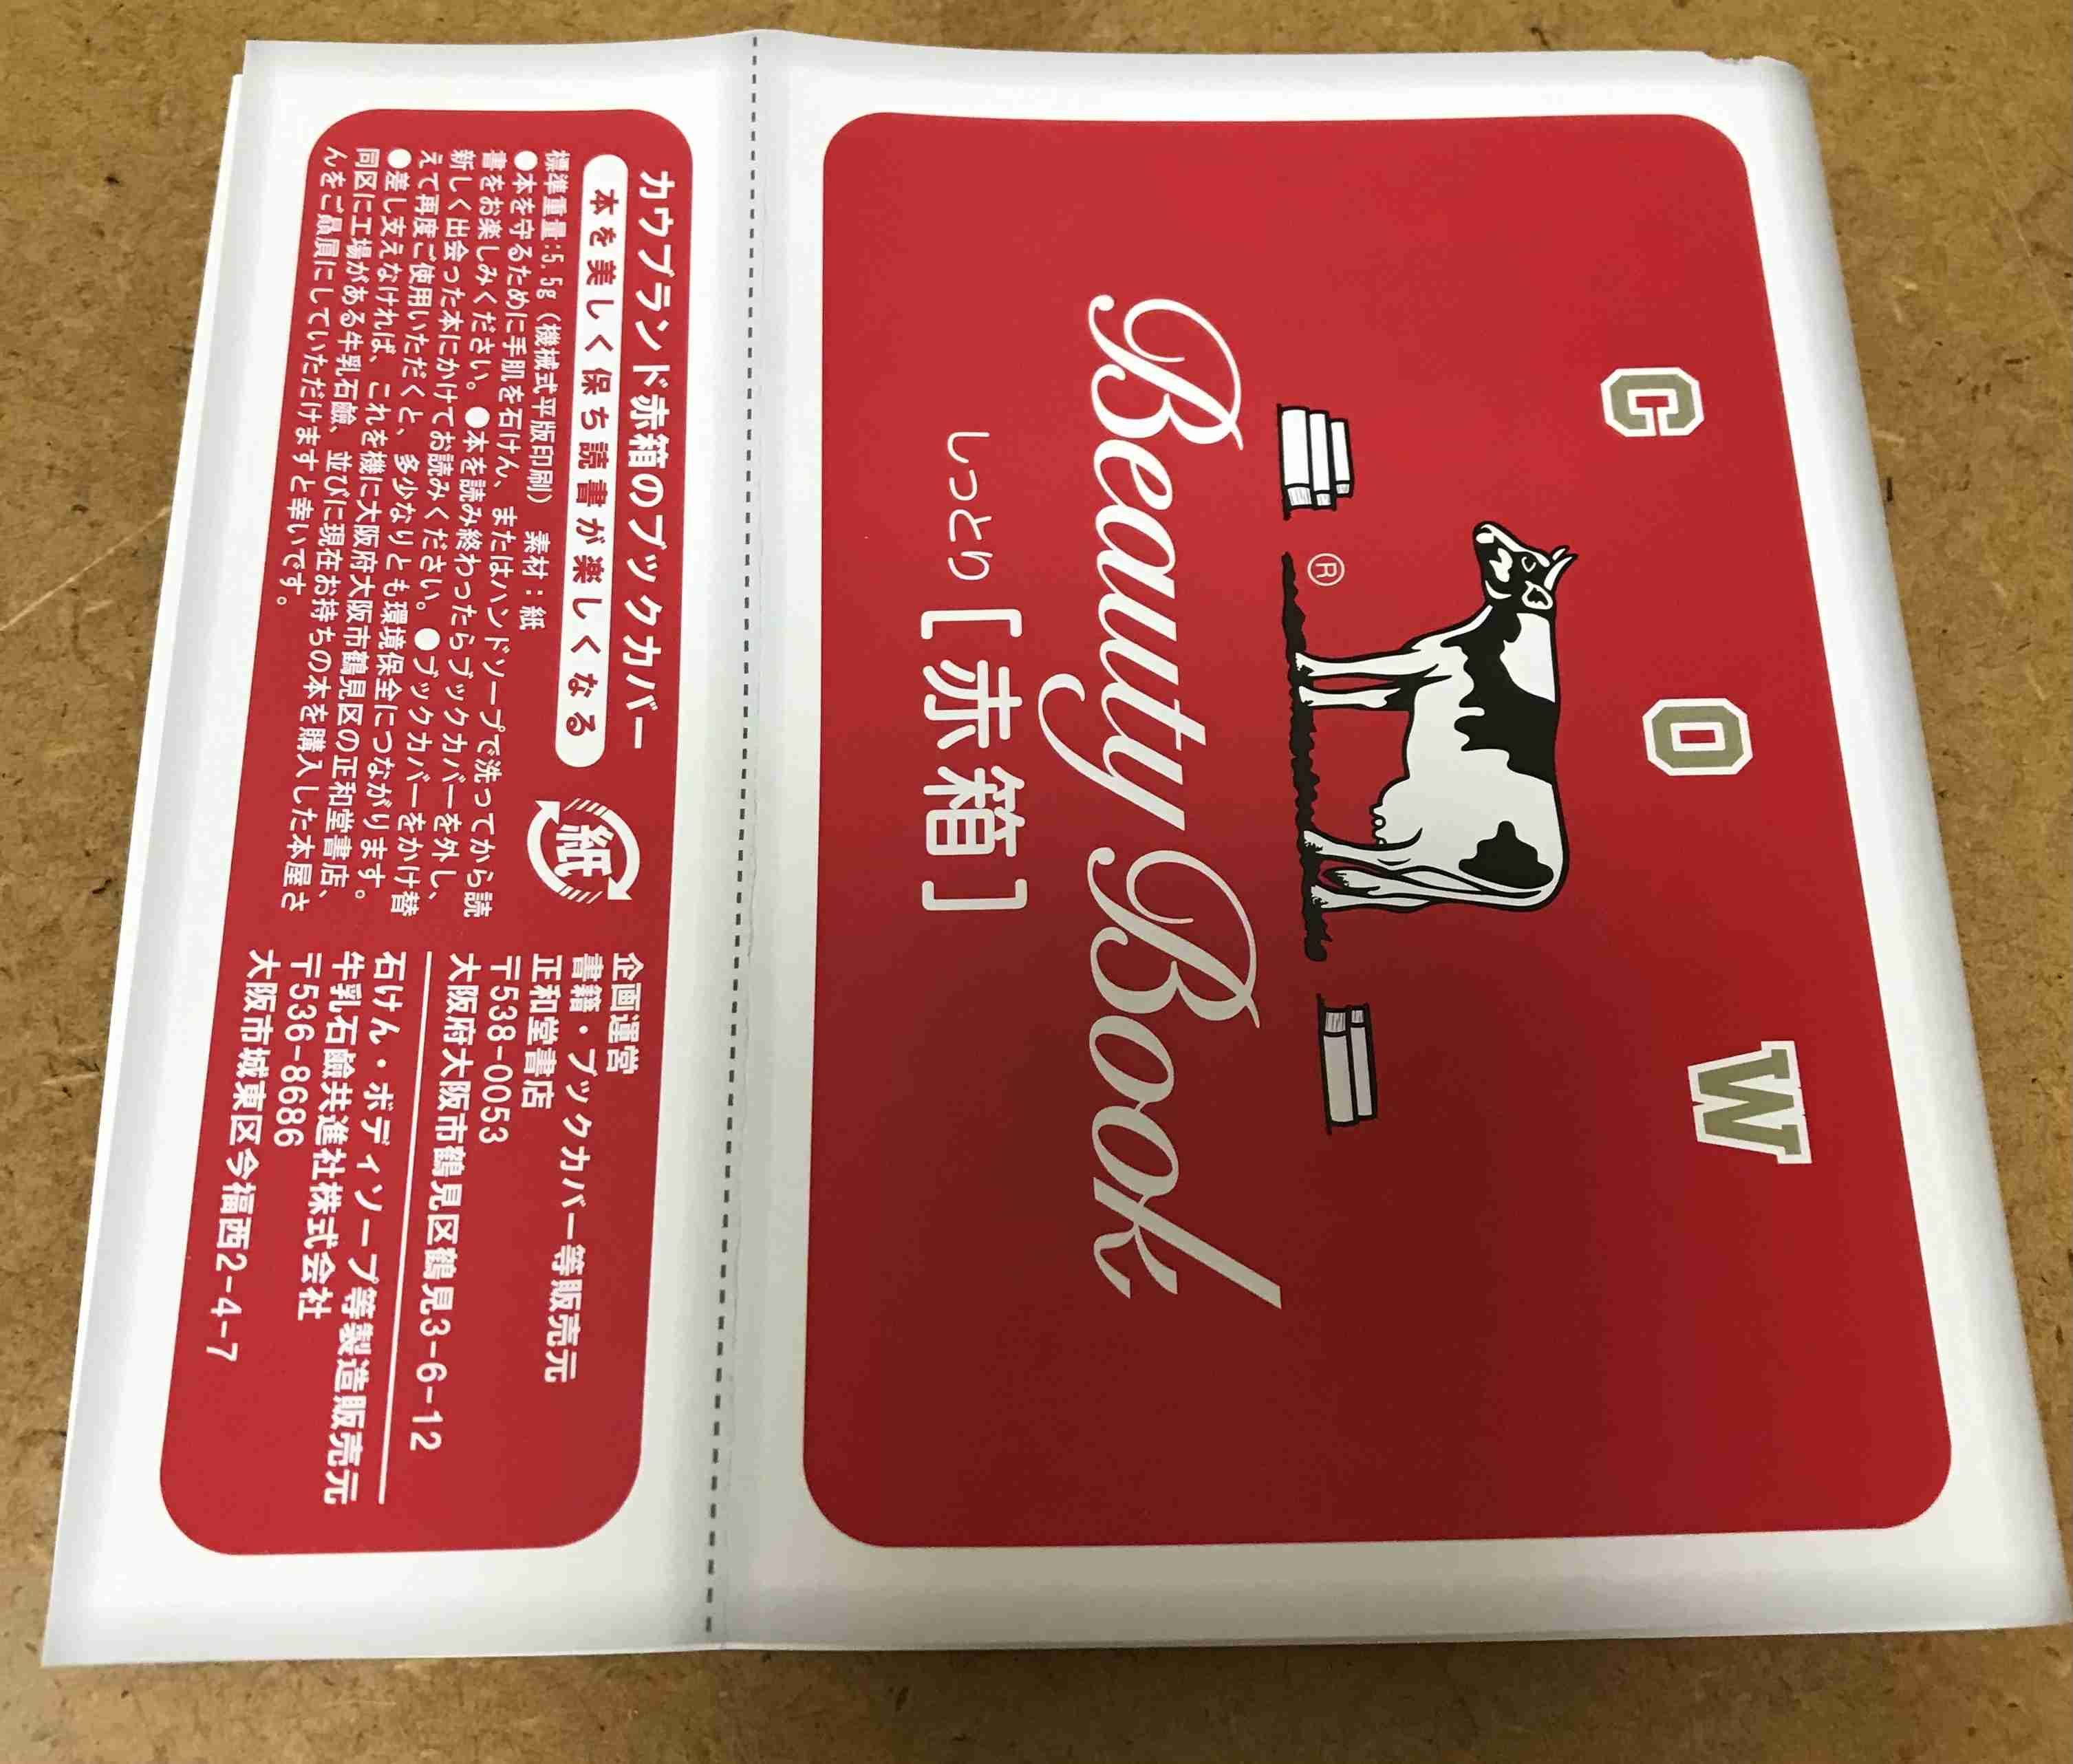 COW
®
Beauty Book
しっとり[赤箱]
カウブランド赤箱のブックカバー
本を美しく保ち読書が楽しくなる
紙
標準重量:5.5g（機械式平版印刷）　素材：紙
●本を守るために手肌を石けん、またはハンドソープで洗ってから読
書をお楽しみください。●本を読み終わったらブックカバーを外し、
新しく出会った本にかけてお読みください。●ブックカバーをかけ替
えて再度ご使用いただくと、多少なりとも環境保全につながります。
●差し支えなければ、これを機に大阪府大阪市鶴見区の正和堂書店、
同区に工場がある牛乳石鹼、並びに現在お持ちの本を購入した本屋さ
んをご贔屓にしていただけますと幸いです。
企画運営
書籍・ブックカバー等販売元
正和堂書店
〒538-0053
大阪府大阪市鶴見区鶴見3-6-12
石けん・ボディソープ等製造販売元
牛乳石鹼共進社株式会社
〒536-8686
大阪市城東区今福西2-4-7